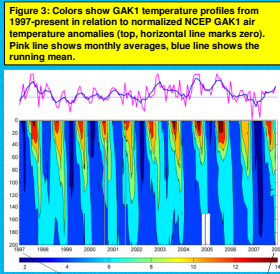 Figure 3: Colors show GAK1 temperature profiles from
1997-present in relation to normalized NCEP GAK1 air
temperature anomalies (top, horizontal line marks zero).
Pink line shows monthly averages, blue line shows the
running mean.
0
20
40
60
80
100
120
140
160
180
200
1997 1998 1999 2000 2001 2002 2003 2004 2005 2006 2007
2 4 6 8 10 12 14